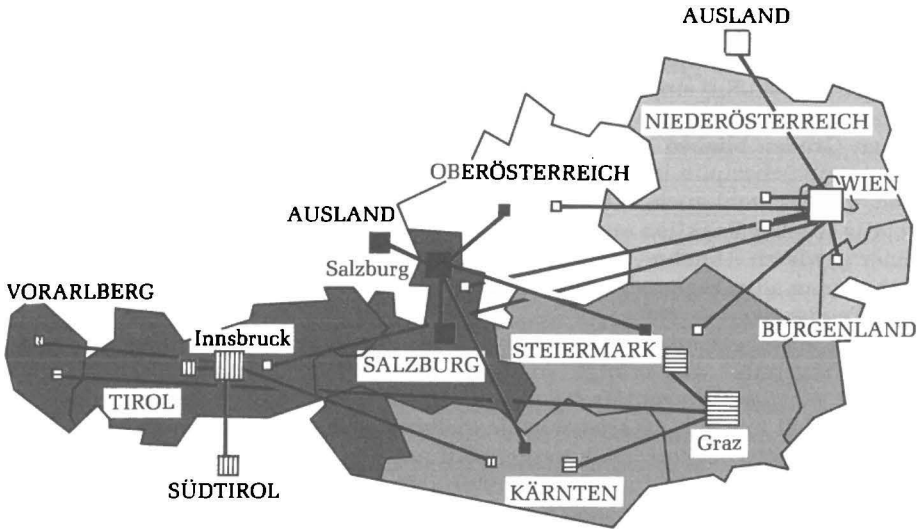 AUSLAND
NIEDERÖSTERREICH
WIEN
OBERÖSTERREICH
AUSLAND
Salzburg
VORARLBERG
Innsbruck
BURGENLAND
STEIERMARK
SALZBURG
TIROL
Graz
SÜDTIROL
KÄRNTEN